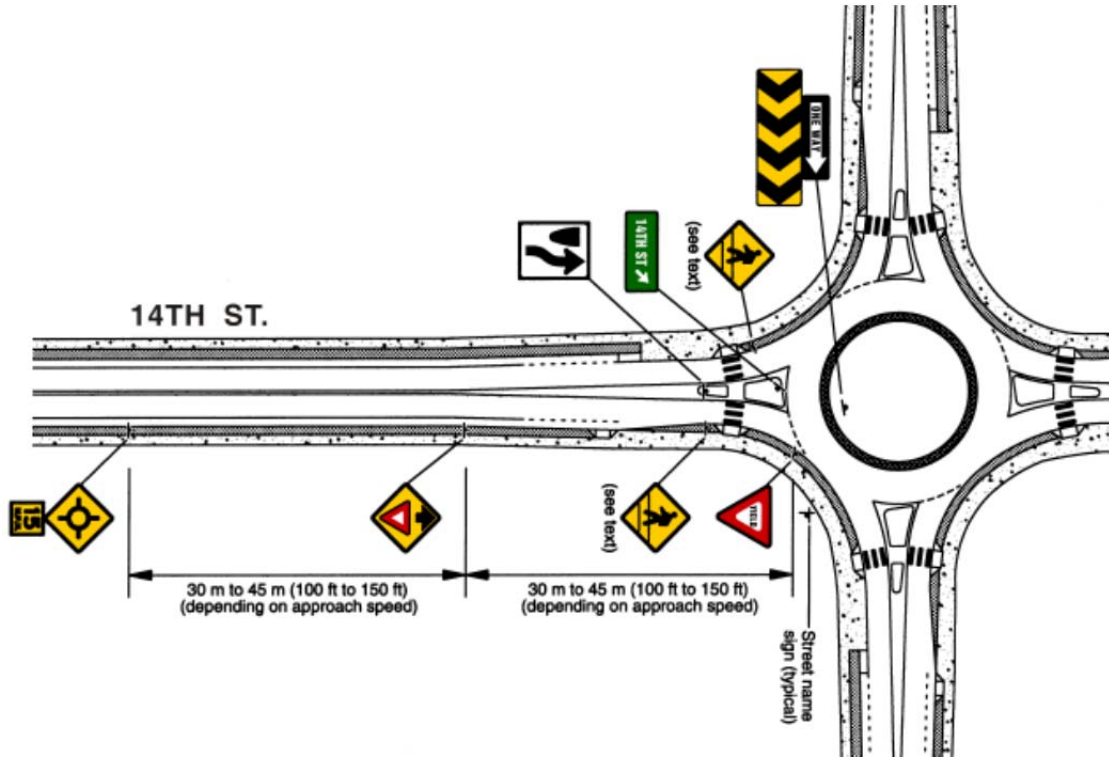 ONE WAY
14TH ST
(see text)
14TH ST.
15
(see text)
YIELD
30 m to 45 m (100 ft to 150 ft)
(depending on approach speed)
30 m to 45 m (100 ft to 150 ft)
(depending on approach speed)
Street name
sign (typical)